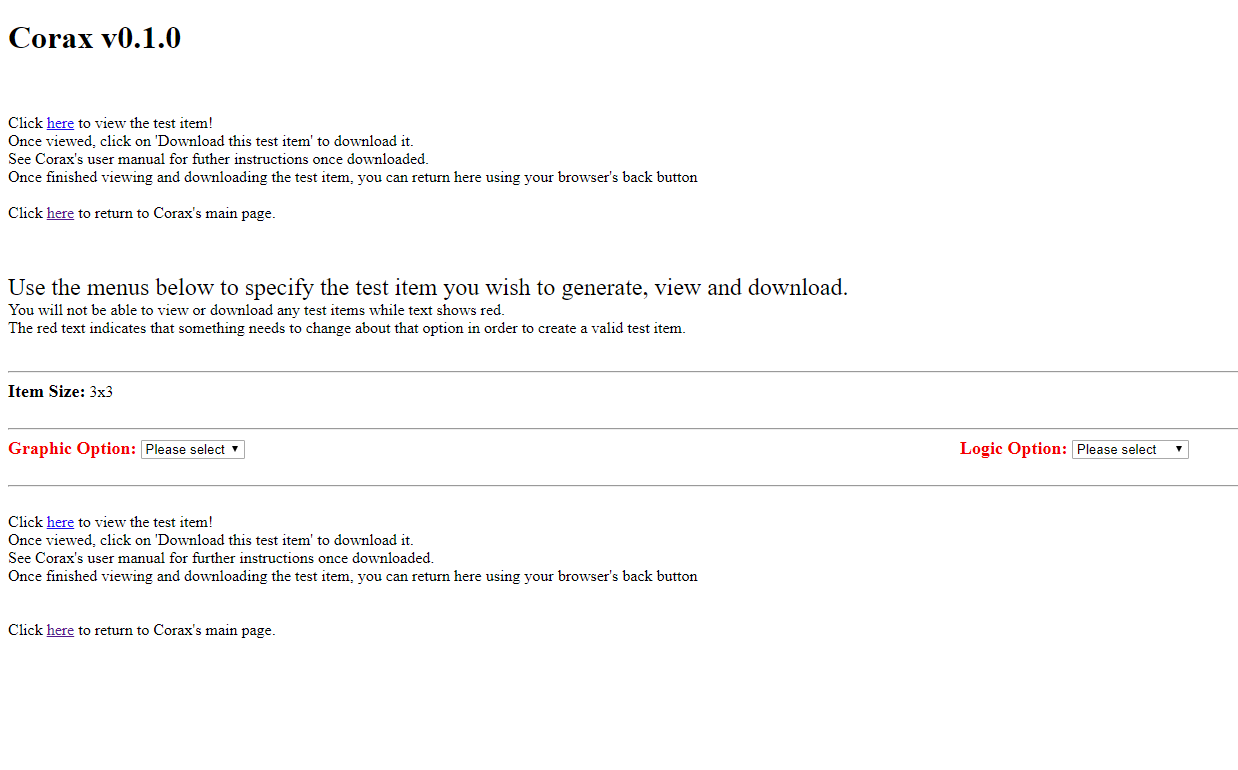 Corax v0.1.0
Click here to view the test item!
Once viewed, click on 'Download this test item' to download it.
See Corax's user manual for futher instructions once downloaded.
Once finished viewing and downloading the test item, you can return here using your browser's back button
Click here to return to Corax's main page.
Use the menus below to specify the test item you wish to generate, view and download.
You will not be able to view or download any test items while text shows red.
The red text indicates that something needs to change about that option in order to create a valid test item.
Item Size: 3x3
Graphic Option: Please select ▼ Logic Option: Please select ▼
Click here to view the test item!
Once viewed, click on 'Download this test item' to download it.
See Corax's user manual for further instructions once downloaded.
Once finished viewing and downloading the test item, you can return here using your browser's back button
Click here to return to Corax's main page.